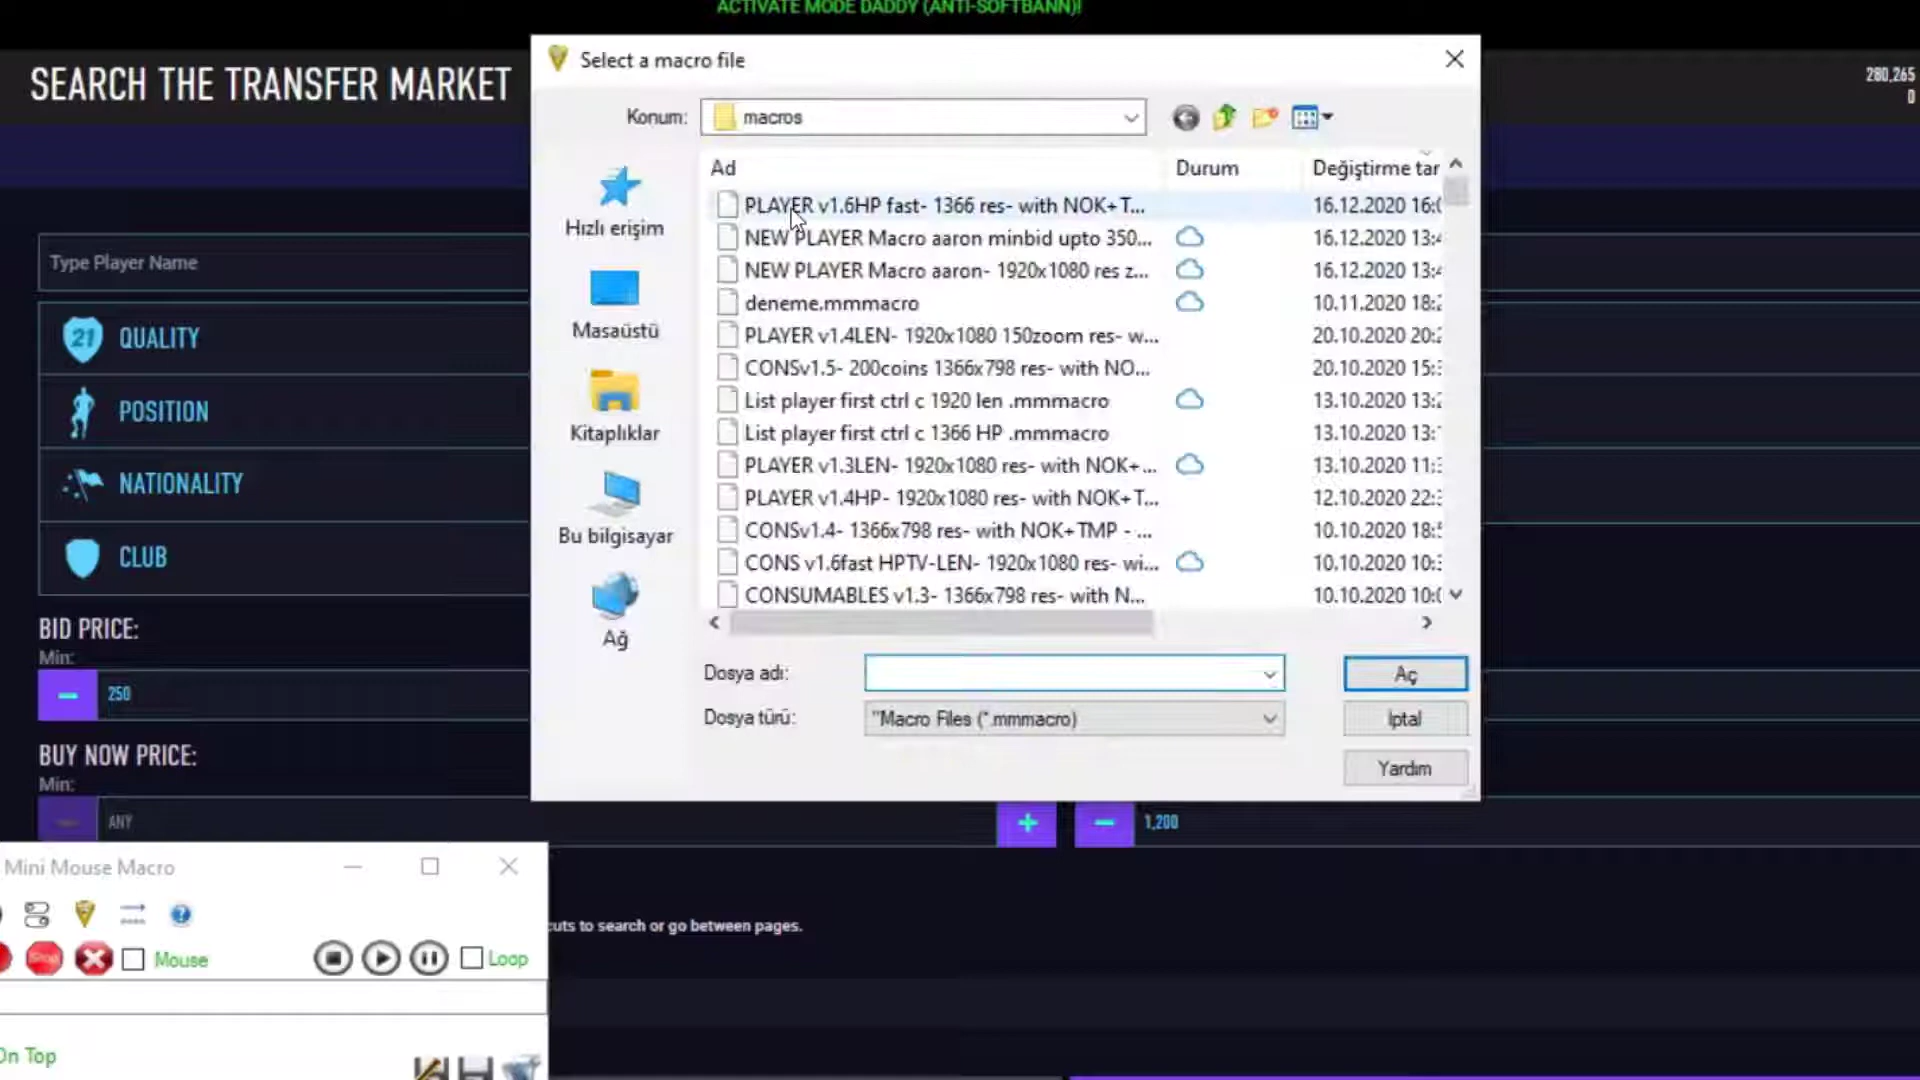 ACTIVATE MODE DADDY (ANTI-SOFTBANN)!
SEARCH THE TRANSFER MARKET
280,265
0
Type Player Name
21 QUALITY
POSITION
NATIONALITY
CLUB
BID PRICE:
Min:
250
BUY NOW PRICE:
Min:
ANY
1,200
Select a macro file
Konum: macros
Ad Durum Değiştirme tar
PLAYER v1.6HP fast- 1366 res- with NOK+T... 16.12.2020 16:0
NEW PLAYER Macro aaron minbid upto 350... 16.12.2020 13:4
NEW PLAYER Macro aaron- 1920x1080 res z... 16.12.2020 13:4
deneme.mmmacro 10.11.2020 18:2
PLAYER v1.4LEN- 1920x1080 150zoom res- w... 20.10.2020 20:2
CONSv1.5- 200coins 1366x798 res- with NO... 20.10.2020 15:
List player first ctrl c 1920 len .mmmacro 13.10.2020 13:2
List player first ctrl c 1366 HP .mmmacro 13.10.2020 13:
PLAYER v1.3LEN- 1920x1080 res- with NOK+... 13.10.2020 11:
PLAYER v1.4HP- 1920x1080 res- with NOK+T... 12.10.2020 22:
CONSv1.4- 1366x798 res- with NOK+TMP - ... 10.10.2020 18:
CONS v1.6fast HPTV-LEN- 1920x1080 res- wi... 10.10.2020 10:
CONSUMABLES v1.3- 1366x798 res- with N... 10.10.2020 10:0
Hızlı erişim
Masaüstü
Kitaplıklar
Bu bilgisayar
Ağ
Dosya adı:
Aç
Dosya türü: "Macro Files (*.mmmacro)
İptal
Yardım
Mini Mouse Macro
Stop
Mouse
Loop
On Top
cuts to search or go between pages.